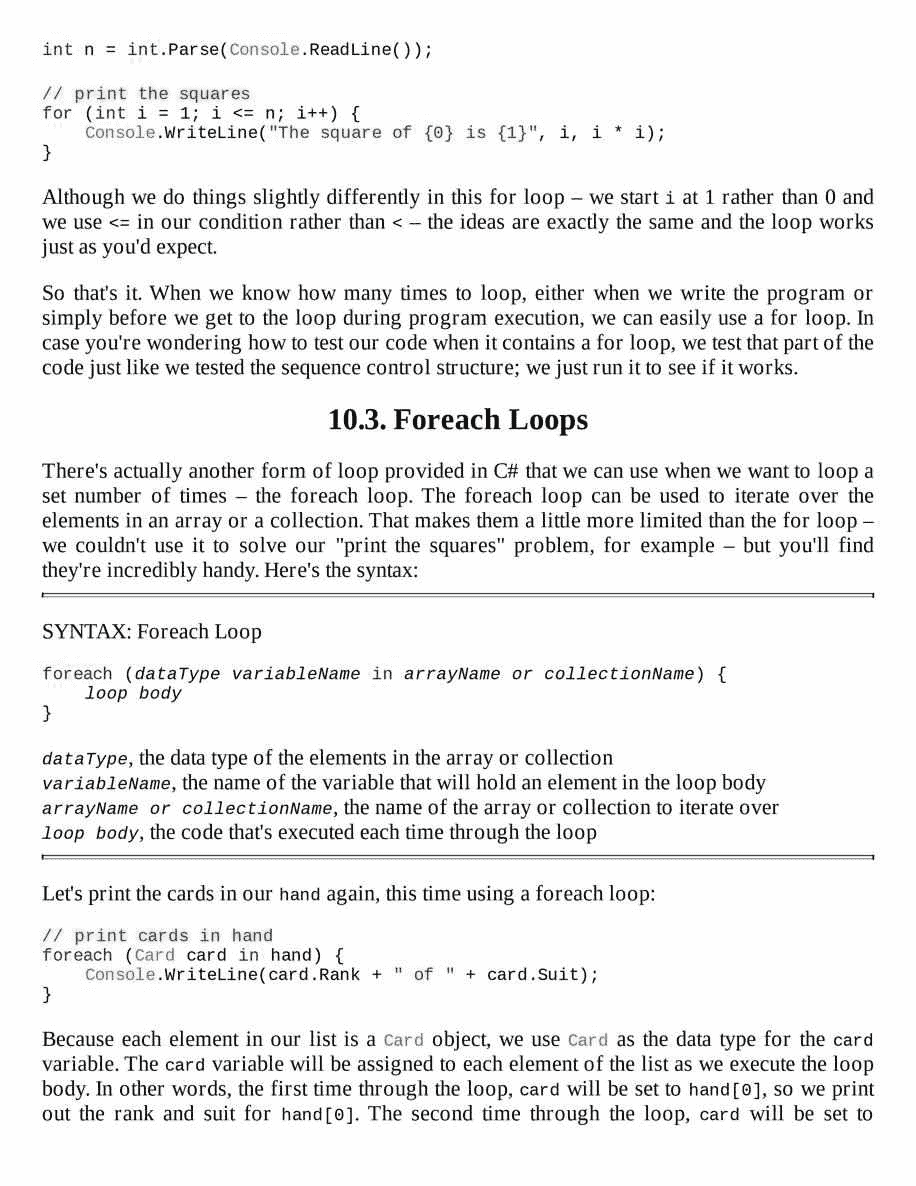 int n = int.Parse(Console.ReadLine());
// print the squares
for (int i = 1; i <= n; i++) {
    Console.WriteLine("The square of {0} is {1}", i, i * i);
}
Although we do things slightly differently in this for loop – we start i at 1 rather than 0 and
we use <= in our condition rather than < – the ideas are exactly the same and the loop works
just as you'd expect.
So that's it. When we know how many times to loop, either when we write the program or
simply before we get to the loop during program execution, we can easily use a for loop. In
case you're wondering how to test our code when it contains a for loop, we test that part of the
code just like we tested the sequence control structure; we just run it to see if it works.
10.3. Foreach Loops
There's actually another form of loop provided in C# that we can use when we want to loop a
set number of times – the foreach loop. The foreach loop can be used to iterate over the
elements in an array or a collection. That makes them a little more limited than the for loop –
we couldn't use it to solve our "print the squares" problem, for example – but you'll find
they're incredibly handy. Here's the syntax:
SYNTAX: Foreach Loop
foreach (dataType variableName in arrayName or collectionName) {
    loop body
}
dataType, the data type of the elements in the array or collection
variableName, the name of the variable that will hold an element in the loop body
arrayName or collectionName, the name of the array or collection to iterate over
loop body, the code that's executed each time through the loop
Let's print the cards in our hand again, this time using a foreach loop:
// print cards in hand
foreach (Card card in hand) {
    Console.WriteLine(card.Rank + " of " + card.Suit);
}
Because each element in our list is a Card object, we use Card as the data type for the card
variable. The card variable will be assigned to each element of the list as we execute the loop
body. In other words, the first time through the loop, card will be set to hand[0], so we print
out the rank and suit for hand[0]. The second time through the loop, card will be set to